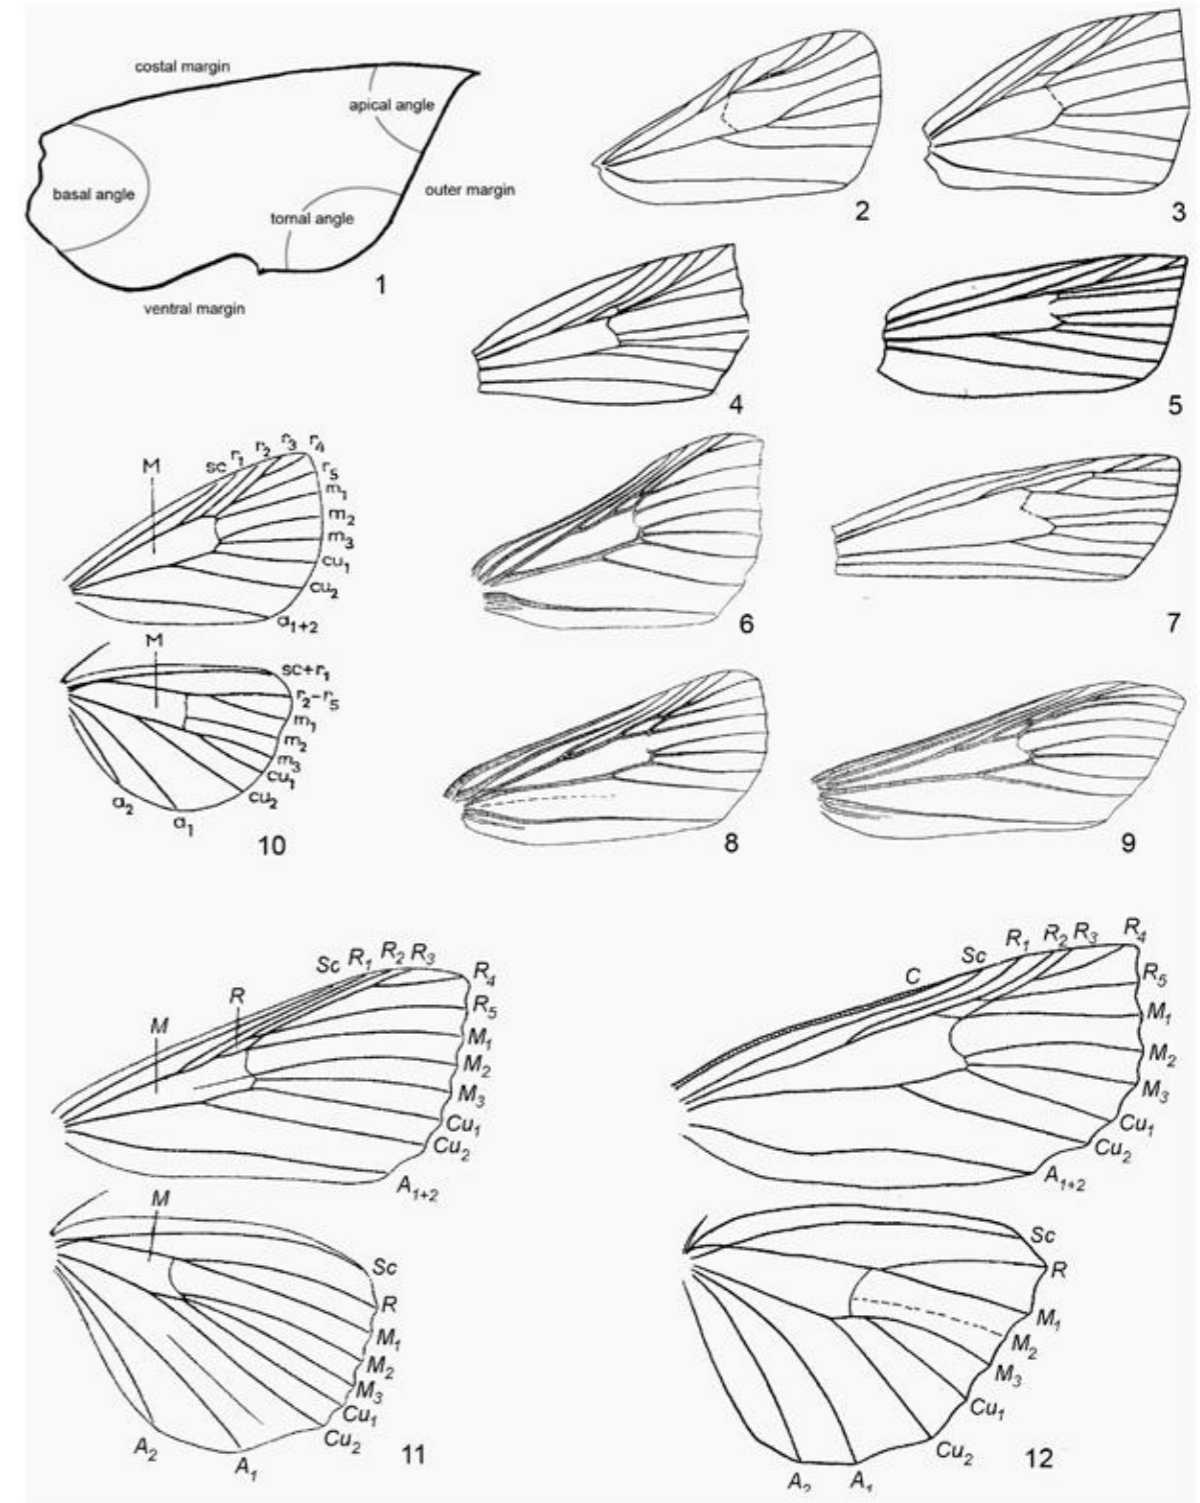 costal margin
apical angle
basal angle
outer margin
tornal angle
1
ventral margin
2
3
4
5
M
sc r1 r2 r3 r4
r5
m1
m2
m3
cu1
cu2
a1+2
6
7
M
sc+r1
r2–r5
m1
m2
m3
cu1
cu2
a1
a2
10
8
9
M
R
Sc R1 R2 R3
R4
R5
M1
M2
M3
Cu1
Cu2
A1+2
M
Sc
R
M1
M2
M3
Cu1
Cu2
A2
A1
11
C
Sc
R1 R2 R3
R4
R5
M1
M2
M3
Cu1
Cu2
A1+2
Sc
R
M1
M2
M3
Cu1
Cu2
A2 A1
12